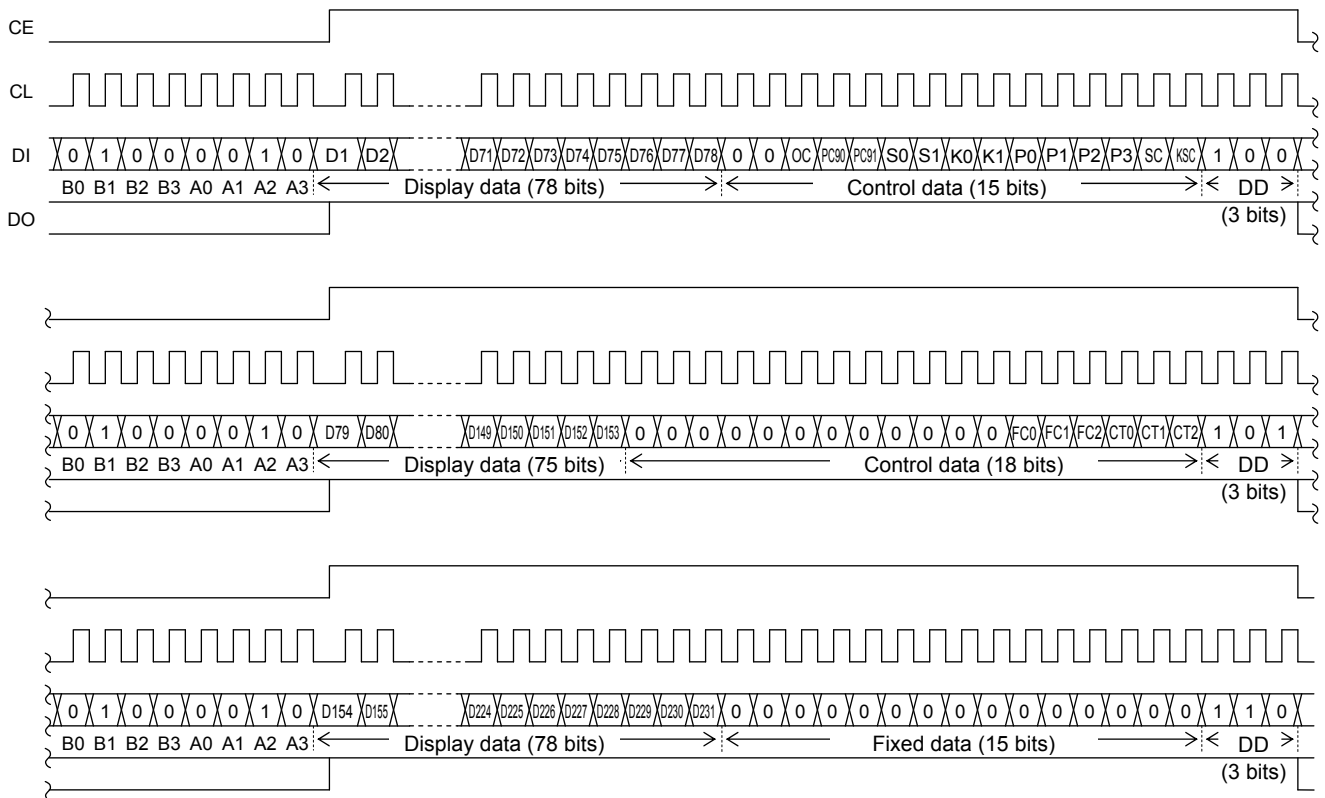 CE
CL
DI 0 1 0 0 0 0 1 0 D1 D2 D71 D72 D73 D74 D75 D76 D77 D78 0 0 OC PC90 PC91 S0 S1 K0 K1 P0 P1 P2 P3 SC KSC 1 0 0
B0 B1 B2 B3 A0 A1 A2 A3 Display data (78 bits) Control data (15 bits) DD
DO (3 bits)
0 1 0 0 0 0 1 0 D79 D80 D149 D150 D151 D152 D153 0 0 0 0 0 0 0 0 0 0 0 0 FC0 FC1 FC2 CT0 CT1 CT2 1 0 1
B0 B1 B2 B3 A0 A1 A2 A3 Display data (75 bits) Control data (18 bits) DD
(3 bits)
0 1 0 0 0 0 1 0 D154 D155 D224 D225 D226 D227 D228 D229 D230 D231 0 0 0 0 0 0 0 0 0 0 0 0 0 0 0 1 1 0
B0 B1 B2 B3 A0 A1 A2 A3 Display data (78 bits) Fixed data (15 bits) DD
(3 bits)